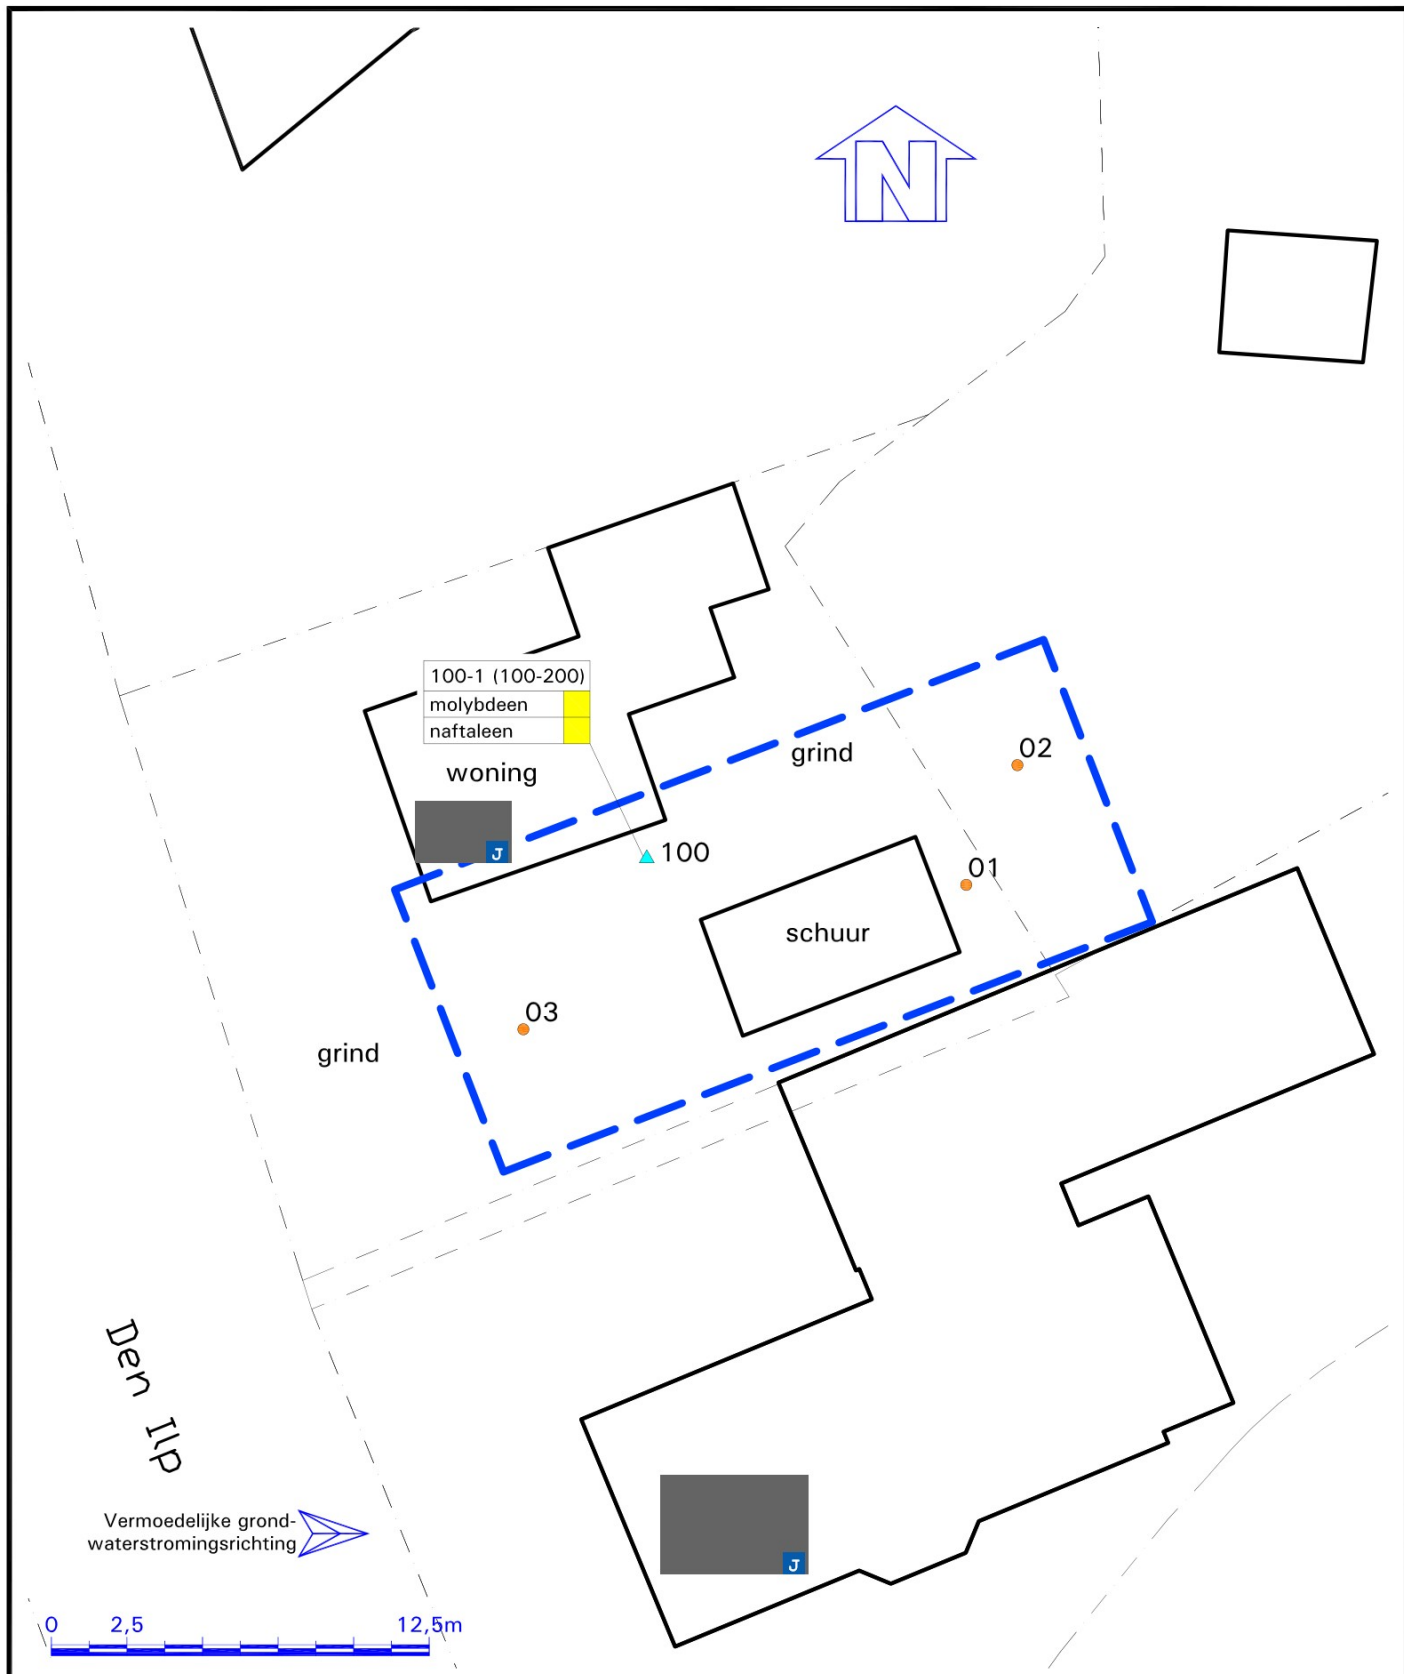 N
100-1 (100-200)
molybdeen
naftaleen
woning
grind
02
J
100
01
schuur
03
grind
Den Ilp
Vermoedelijke grond-
waterstromingsrichting
J
0 2,5 12,5m